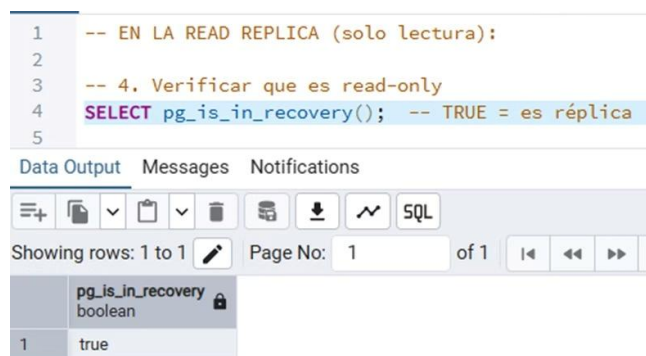 1 -- EN LA READ REPLICA (solo lectura):
2
3 -- 4. Verificar que es read-only
4 SELECT pg_is_in_recovery(); -- TRUE = es réplica
5
Data Output Messages Notifications
SQL
Showing rows: 1 to 1 Page No: 1 of 1
pg_is_in_recovery
boolean
1 true